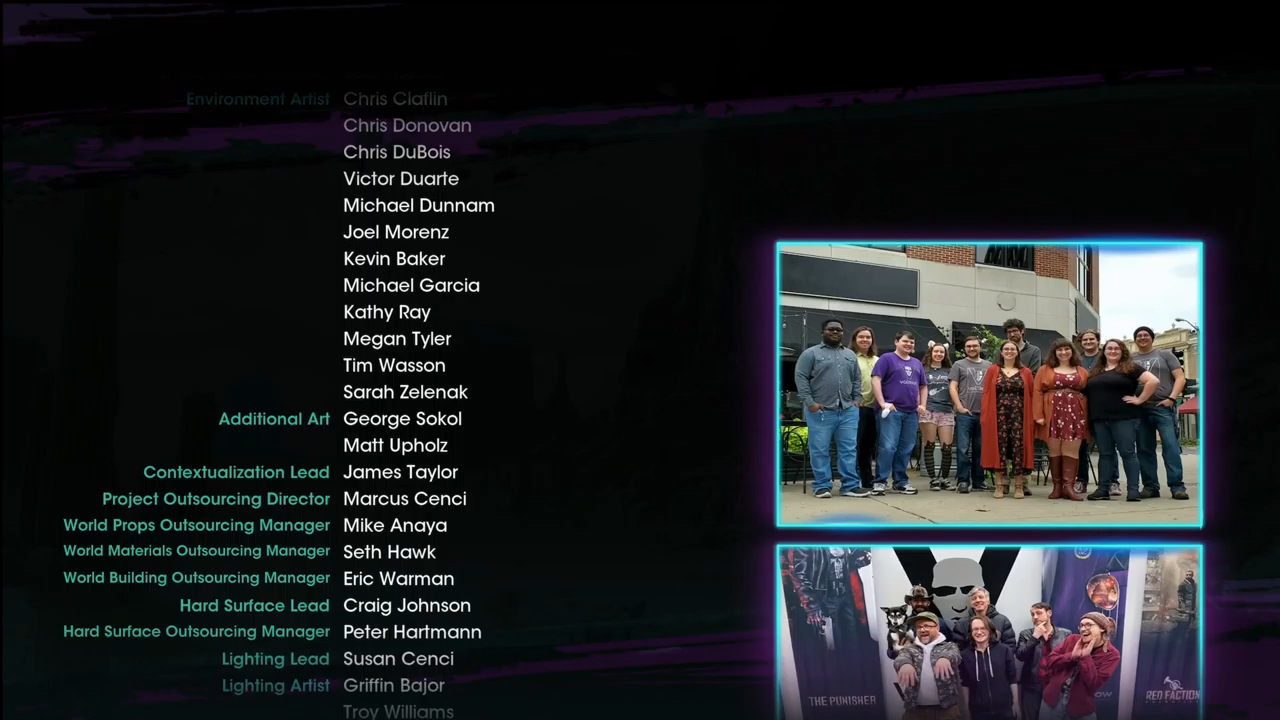 Environment Artist Chris Claflin
Chris Donovan
Chris DuBois
Victor Duarte
Michael Dunnam
Joel Morenz
Kevin Baker
Michael Garcia
Kathy Ray
Megan Tyler
Tim Wasson
Sarah Zelenak
Additional Art George Sokol
Matt Upholz
Contextualization Lead James Taylor
Project Outsourcing Director Marcus Cenci
World Props Outsourcing Manager Mike Anaya
World Materials Outsourcing Manager Seth Hawk
World Building Outsourcing Manager Eric Warman
Hard Surface Lead Craig Johnson
Hard Surface Outsourcing Manager Peter Hartmann
Lighting Lead Susan Cenci
Lighting Artist Griffin Bajor
Troy Williams
THE PUNISHER
RED FACTION